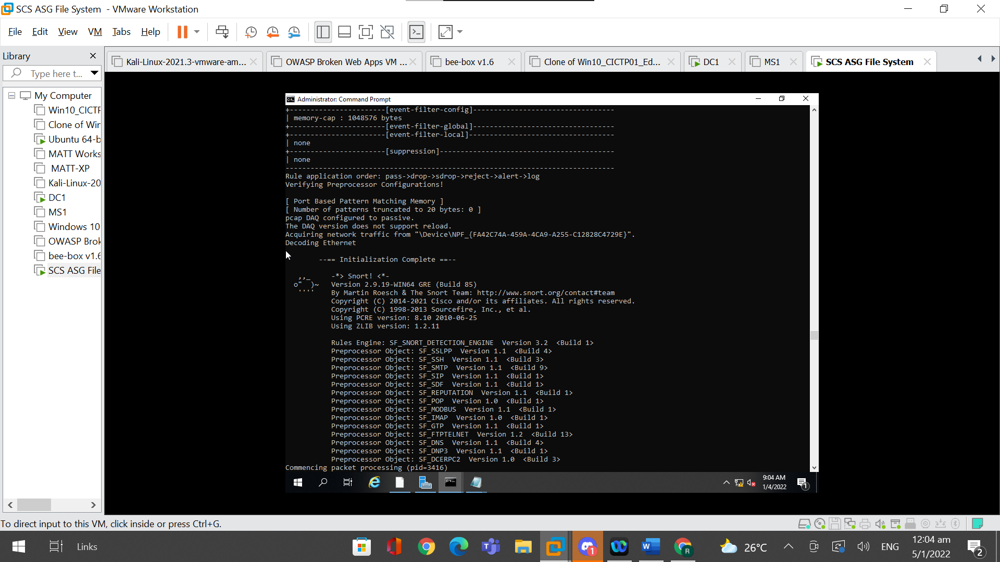 SCS ASG File System - VMware Workstation
File Edit View VM Tabs Help
Library
Type here t...
My Computer
Win10_CICTF
Clone of Wir
Ubuntu 64-b
MATT Works
MATT-XP
Kali-Linux-20
DC1
MS1
Windows 10
OWASP Brok
bee-box v1.6
SCS ASG File
Kali-Linux-2021.3-vmware-am... OWASP Broken Web Apps VM ... bee-box v1.6 Clone of Win10_CICTP01_Ed... DC1 MS1 SCS ASG File System
Administrator: Command Prompt
+-----------------------[event-filter-config]----------------------------------
| memory-cap : 1048576 bytes
+-----------------------[event-filter-global]----------------------------------
+-----------------------[event-filter-local]-----------------------------------
| none
+-----------------------[suppression]------------------------------------------
| none
-------------------------------------------------------------------------------
Rule application order: pass->drop->sdrop->reject->alert->log
Verifying Preprocessor Configurations!
[ Port Based Pattern Matching Memory ]
[ Number of patterns truncated to 20 bytes: 0 ]
pcap DAQ configured to passive.
The DAQ version does not support reload.
Acquiring network traffic from "\Device\NPF_{FA42C74A-459A-4CA9-A255-C12828C4729E}".
Decoding Ethernet
--== Initialization Complete ==--
,,_ -*> Snort! <*-
o" )~ Version 2.9.19-WIN64 GRE (Build 85)
'''' By Martin Roesch & The Snort Team: http://www.snort.org/contact#team
Copyright (C) 2014-2021 Cisco and/or its affiliates. All rights reserved.
Copyright (C) 1998-2013 Sourcefire, Inc., et al.
Using PCRE version: 8.10 2010-06-25
Using ZLIB version: 1.2.11
Rules Engine: SF_SNORT_DETECTION_ENGINE Version 3.2 <Build 1>
Preprocessor Object: SF_SSLPP Version 1.1 <Build 4>
Preprocessor Object: SF_SSH Version 1.1 <Build 3>
Preprocessor Object: SF_SMTP Version 1.1 <Build 9>
Preprocessor Object: SF_SIP Version 1.1 <Build 1>
Preprocessor Object: SF_SDF Version 1.1 <Build 1>
Preprocessor Object: SF_REPUTATION Version 1.1 <Build 1>
Preprocessor Object: SF_POP Version 1.0 <Build 1>
Preprocessor Object: SF_MODBUS Version 1.1 <Build 1>
Preprocessor Object: SF_IMAP Version 1.0 <Build 1>
Preprocessor Object: SF_GTP Version 1.1 <Build 1>
Preprocessor Object: SF_FTPTELNET Version 1.2 <Build 13>
Preprocessor Object: SF_DNS Version 1.1 <Build 4>
Preprocessor Object: SF_DNP3 Version 1.1 <Build 1>
Preprocessor Object: SF_DCERPC2 Version 1.0 <Build 3>
Commencing packet processing (pid=3416)
9:04 AM
1/4/2022
1
To direct input to this VM, click inside or press Ctrl+G.
Links
1
W
R
26°C
ENG
12:04 am
5/1/2022
2